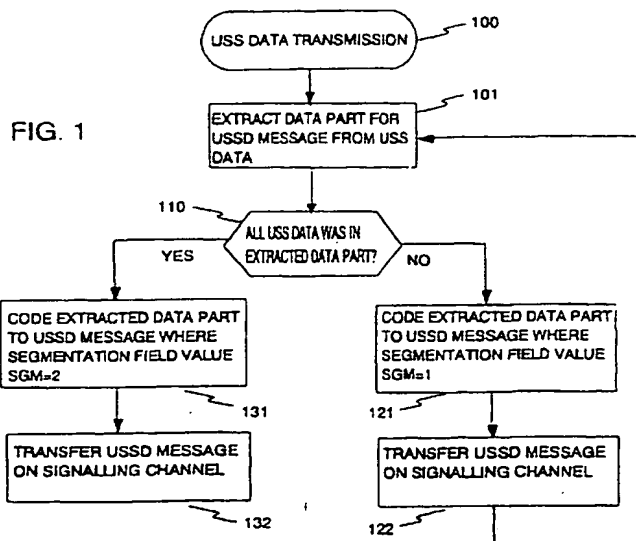 USS DATA TRANSMISSION
100
101
FIG. 1
EXTRACT DATA PART FOR
USSD MESSAGE FROM USS
DATA
110
ALL USS DATA WAS IN
EXTRACTED DATA PART?
YES
NO
CODE EXTRACTED DATA PART
TO USSD MESSAGE WHERE
SEGMENTATION FIELD VALUE
SGM=2
131
CODE EXTRACTED DATA PART
TO USSD MESSAGE WHERE
SEGMENTATION FIELD VALUE
SGM=1
121
TRANSFER USSD MESSAGE
ON SIGNALLING CHANNEL
132
TRANSFER USSD MESSAGE
ON SIGNALLING CHANNEL
122